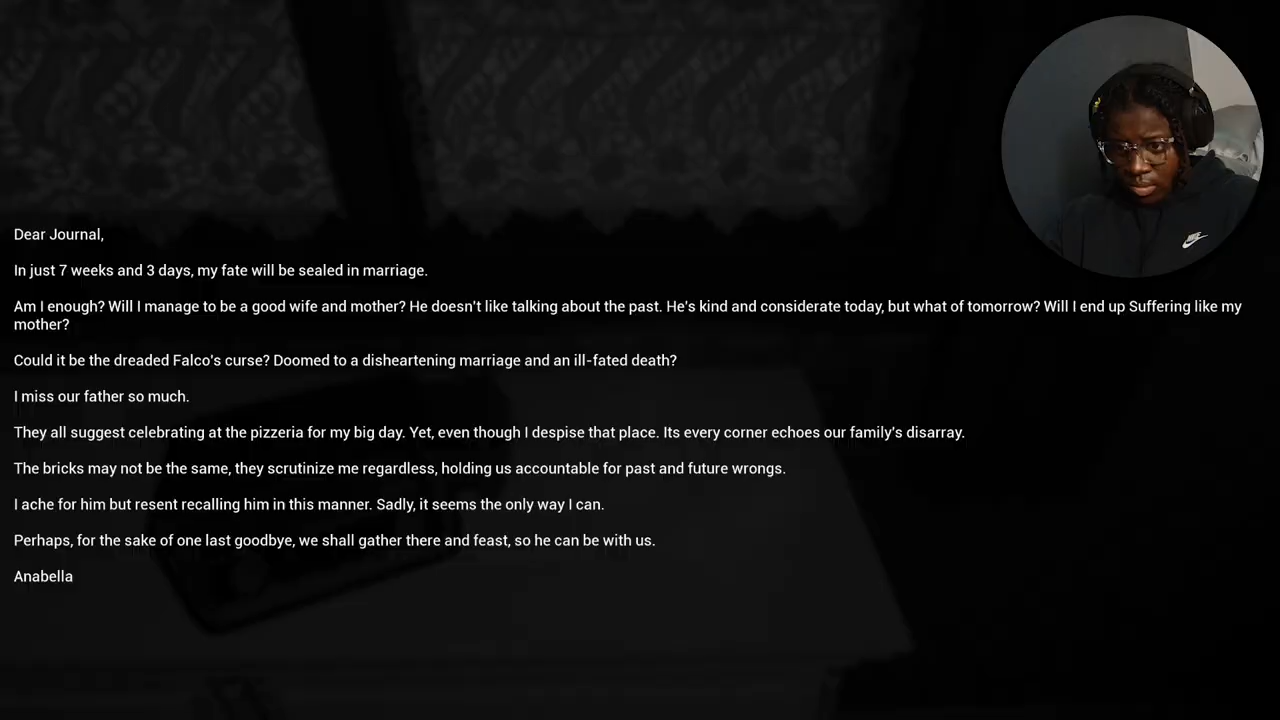 Dear Journal,
In just 7 weeks and 3 days, my fate will be sealed in marriage.
Am I enough? Will I manage to be a good wife and mother? He doesn't like talking about the past. He's kind and considerate today, but what of tomorrow? Will I end up Suffering like my
mother?
Could it be the dreaded Falco's curse? Doomed to a disheartening marriage and an ill-fated death?
I miss our father so much.
They all suggest celebrating at the pizzeria for my big day. Yet, even though I despise that place. Its every corner echoes our family's disarray.
The bricks may not be the same, they scrutinize me regardless, holding us accountable for past and future wrongs.
I ache for him but resent recalling him in this manner. Sadly, it seems the only way I can.
Perhaps, for the sake of one last goodbye, we shall gather there and feast, so he can be with us.
Anabella